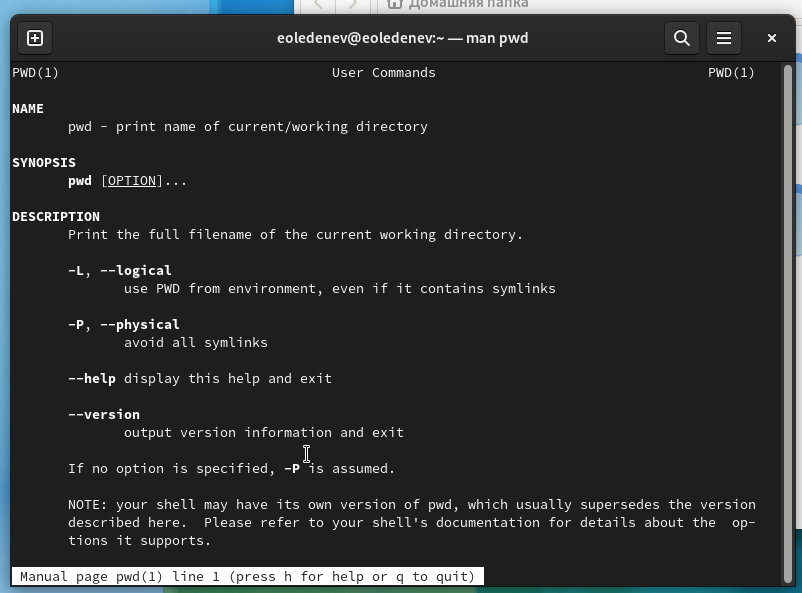 Домашняя папка
eoledenev@eoledenev:~ — man pwd
PWD(1) User Commands PWD(1)
NAME
pwd - print name of current/working directory
SYNOPSIS
pwd [OPTION]...
DESCRIPTION
Print the full filename of the current working directory.
-L, --logical
use PWD from environment, even if it contains symlinks
-P, --physical
avoid all symlinks
--help display this help and exit
--version
output version information and exit
If no option is specified, -P is assumed.
NOTE: your shell may have its own version of pwd, which usually supersedes the version
described here.  Please refer to your shell's documentation for details about the  op-
tions it supports.
Manual page pwd(1) line 1 (press h for help or q to quit)